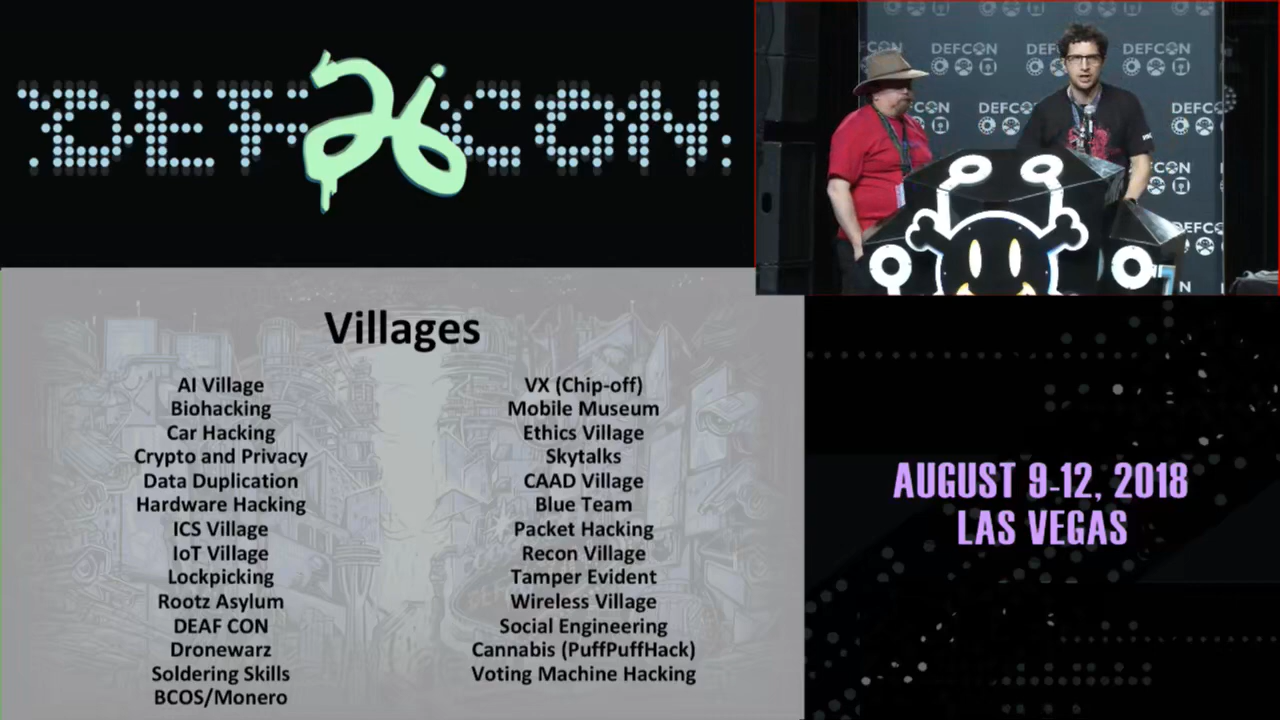 DEF CON
26
DEFCON
DEFCON
DEFCON
DEFCON
Villages
AI Village
Biohacking
Car Hacking
Crypto and Privacy
Data Duplication
Hardware Hacking
ICS Village
IoT Village
Lockpicking
Rootz Asylum
DEAF CON
Dronewarz
Soldering Skills
BCOS/Monero
VX (Chip-off)
Mobile Museum
Ethics Village
Skytalks
CAAD Village
Blue Team
Packet Hacking
Recon Village
Tamper Evident
Wireless Village
Social Engineering
Cannabis (PuffPuffHack)
Voting Machine Hacking
AUGUST 9-12, 2018
LAS VEGAS